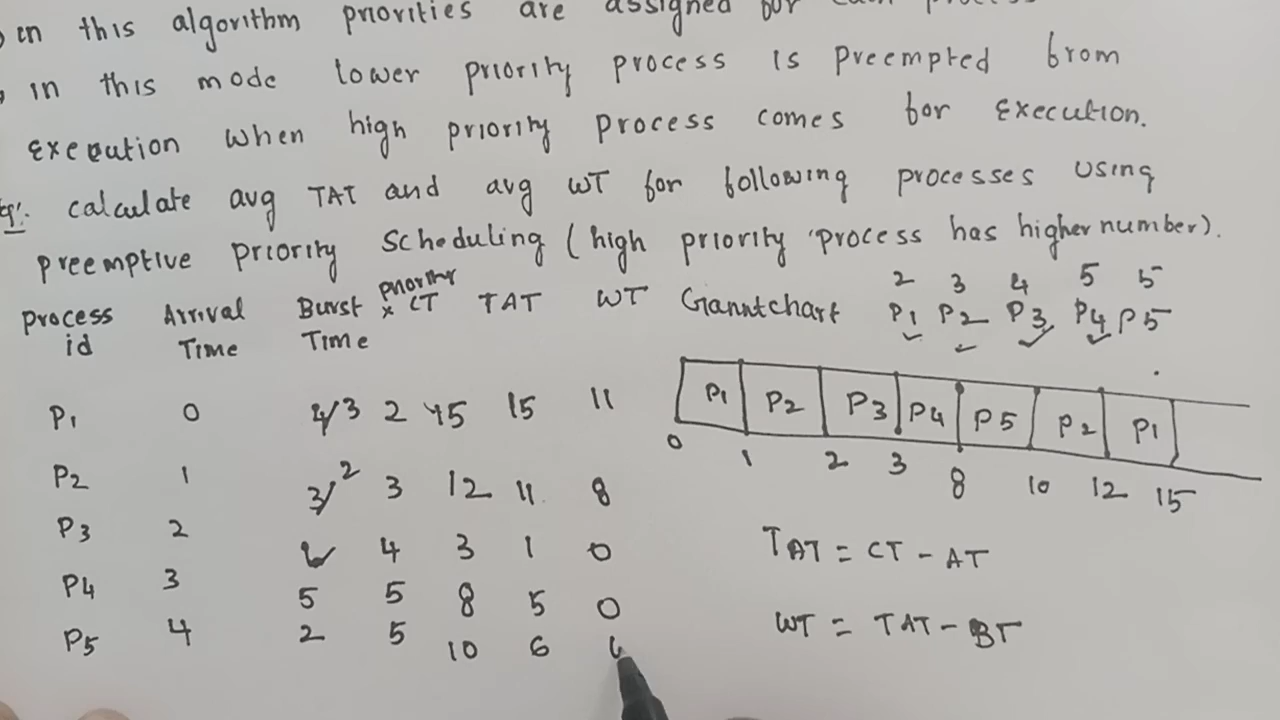 in this algorithm priorities are assigned for each process
in this mode lower priority process is preempted from
execution when high priority process comes for execution.
Eg:. calculate avg TAT and avg WT for following processes using
preemptive priority scheduling (high priority process has higher number).
process id Arrival Time Burst Time priority x CT TAT WT Ganntchart
2 3 4 5 5
P1 P2 P3 P4 P5
P1 0 4/3 2 15 15 11
P2 1 3/2 3 12 11 8
P3 2 4 3 1 0
P4 3 5 5 8 5 0
P5 4 2 5 10 6
P1 P2 P3 P4 P5 P2 P1
0 1 2 3 8 10 12 15
TAT = CT - AT
WT = TAT - BT